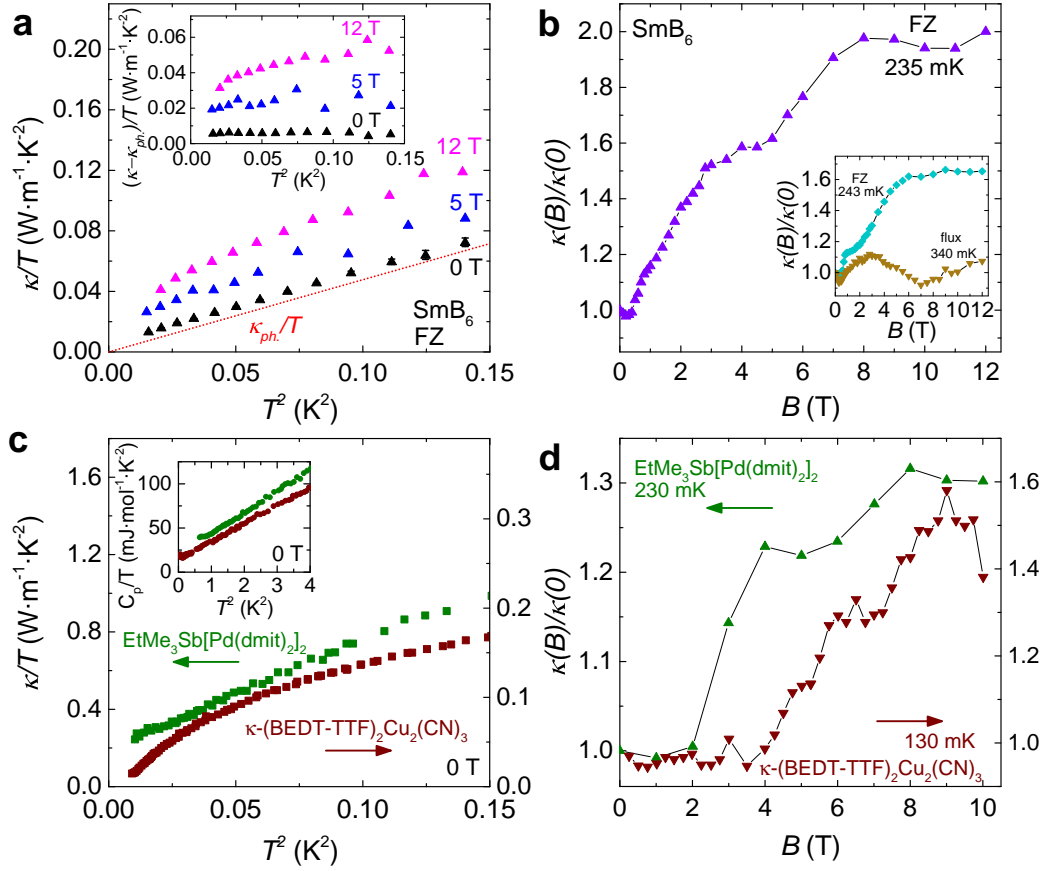 a
0.20
0.16
0.12
0.08
0.04
0.00
κ/T (W·m⁻¹·K⁻²)
0.00
0.05
0.10
0.15
T² (K²)
12 T
5 T
0 T
κph./T
SmB₆
FZ
0.06
0.04
0.02
0.00
(κ−κph.)/T (W·m⁻¹·K⁻²)
12 T
5 T
0 T
0.00 0.05 0.10 0.15
T² (K²)
b
SmB₆
FZ
235 mK
2.0
1.8
1.6
1.4
1.2
1.0
κ(B)/κ(0)
0 2 4 6 8 10 12
B (T)
1.6
1.4
1.2
1.0
κ(B)/κ(0)
FZ
243 mK
flux
340 mK
0 2 4 6 8 1012
B (T)
c
1.6
1.2
0.8
0.4
0.0
κ/T (W·m⁻¹·K⁻²)
100
50
0
Cp/T (mJ·mol⁻¹·K⁻²)
0 T
0 1 2 3 4
T² (K²)
EtMe₃Sb[Pd(dmit)₂]₂
κ-(BEDT-TTF)₂Cu₂(CN)₃
0 T
0.3
0.2
0.1
0.0
0.00 0.05 0.10 0.15
T² (K²)
d
EtMe₃Sb[Pd(dmit)₂]₂
230 mK
1.3
1.2
1.1
1.0
κ(B)/κ(0)
1.6
1.4
1.6
1.2
1.0
130 mK
κ-(BEDT-TTF)₂Cu₂(CN)₃
0 2 4 6 8 10
B (T)